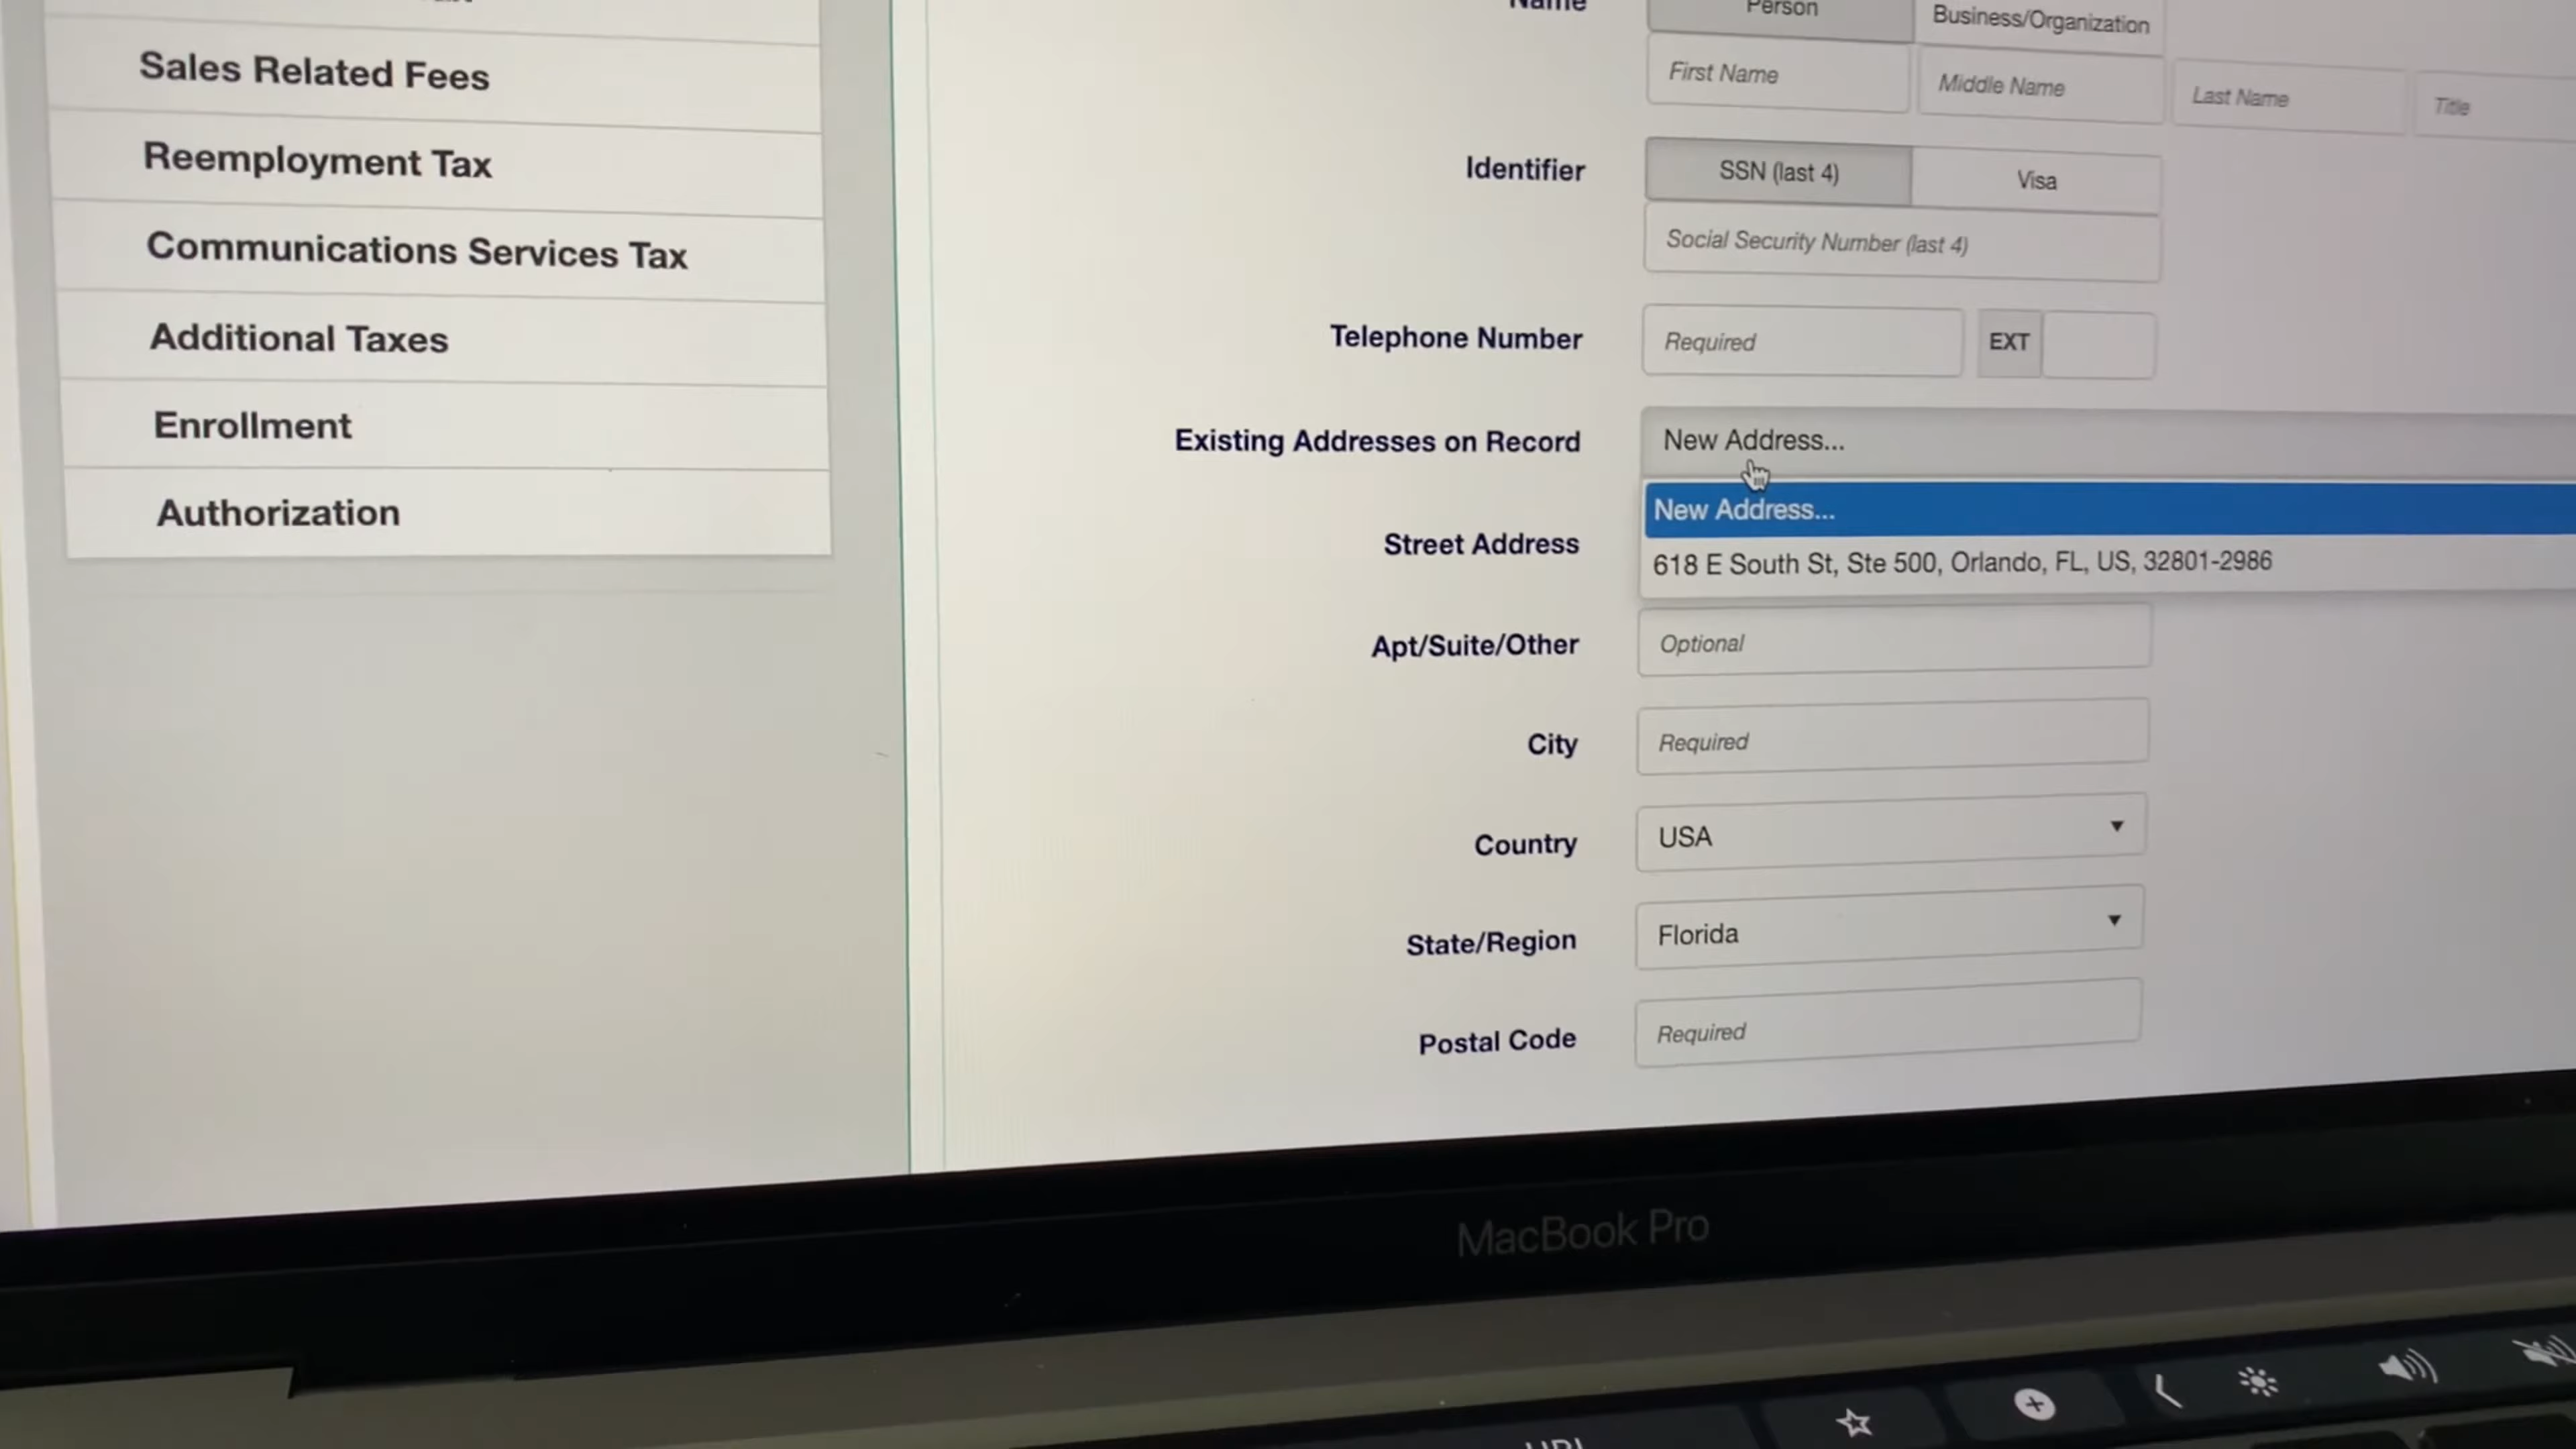 Sales Related Fees
Reemployment Tax
Communications Services Tax
Additional Taxes
Enrollment
Authorization
Name
Person
Business/Organization
First Name
Middle Name
Last Name
Title
Identifier
SSN (last 4)
Visa
Social Security Number (last 4)
Telephone Number
Required
EXT
Existing Addresses on Record
New Address...
New Address...
618 E South St, Ste 500, Orlando, FL, US, 32801-2986
Street Address
Apt/Suite/Other
Optional
City
Required
Country
USA
State/Region
Florida
Postal Code
Required
MacBook Pro